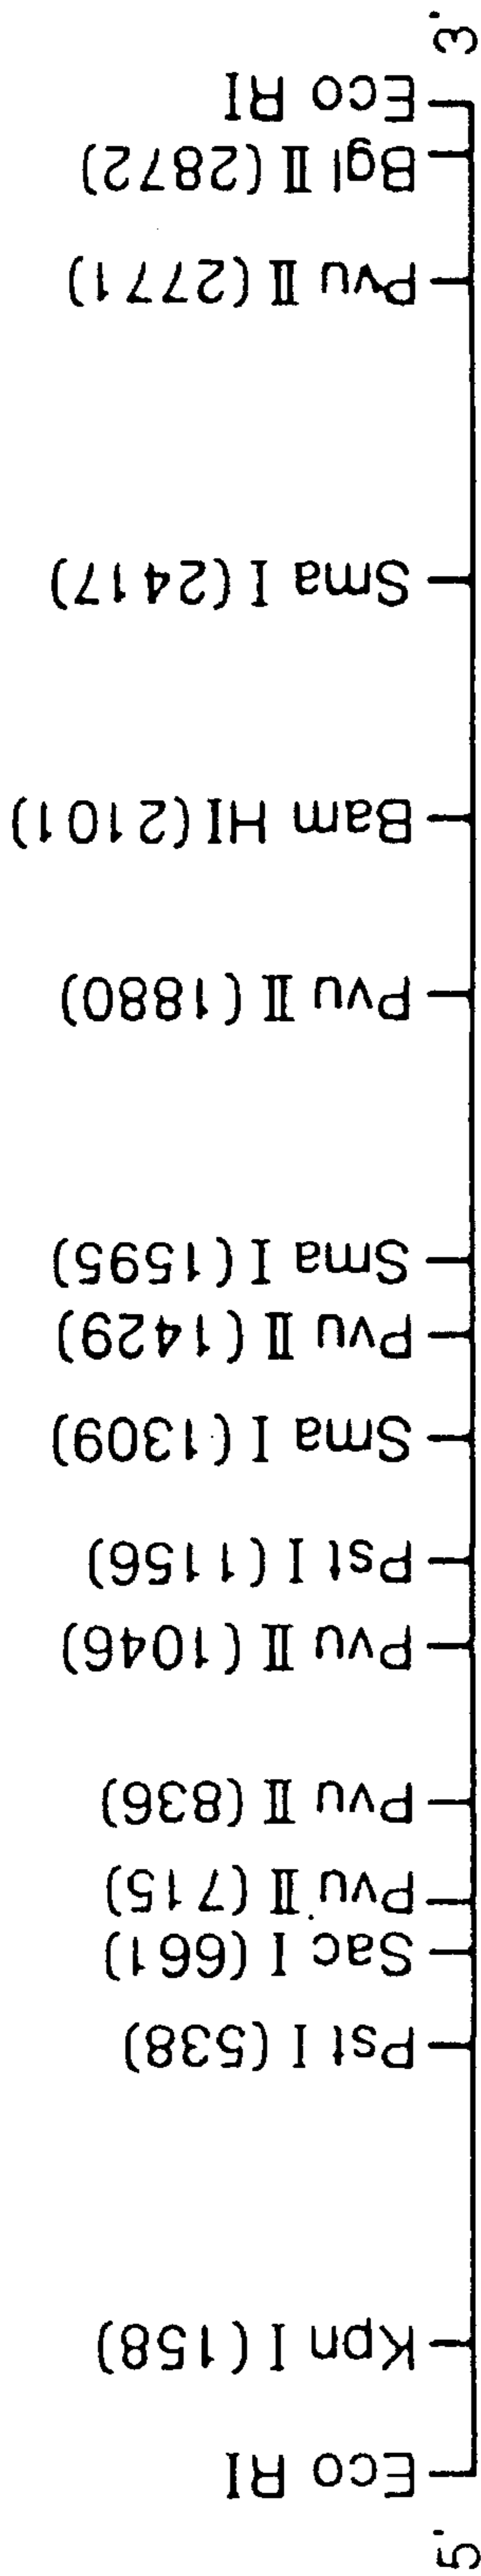 5'
Eco RI
Kpn I (158)
Pst I (538)
Sac I (661)
Pvu II (715)
Pvu II (836)
Pvu II (1046)
Pst I (1156)
Sma I (1309)
Pvu II (1429)
Sma I (1595)
Pvu II (1880)
Bam HI (2101)
Sma I (2417)
Pvu II (2771)
Bgl II (2872)
Eco RI
3'